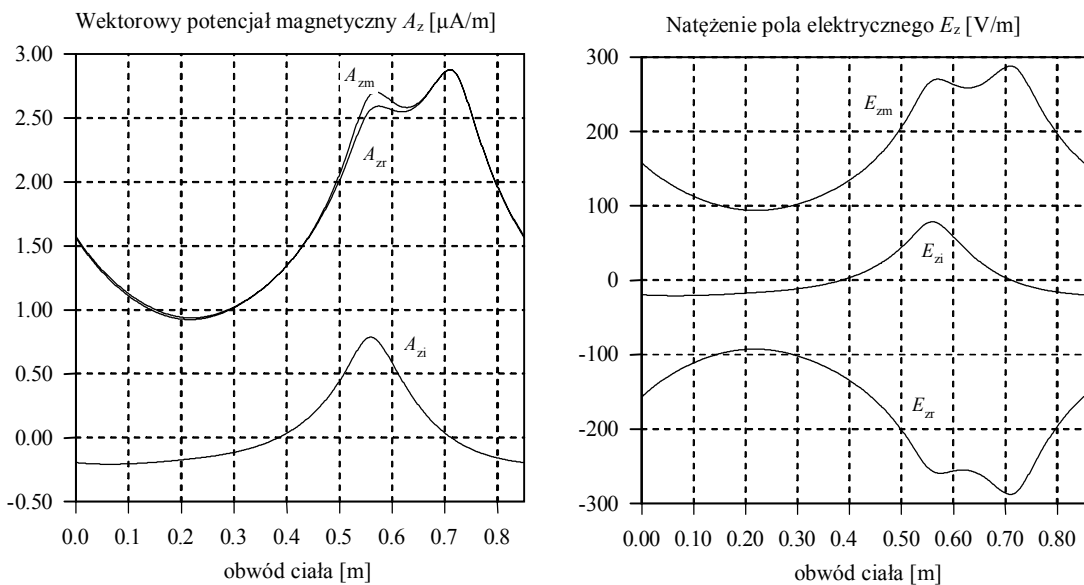 Wektorowy potencjał magnetyczny Az [µA/m]
3.00
2.50
2.00
1.50
1.00
0.50
0.00
-0.50
Azm
Azr
Azi
0.0 0.1 0.2 0.3 0.4 0.5 0.6 0.7 0.8
obwód ciała [m]
Natężenie pola elektrycznego Ez [V/m]
300
200
100
0
-100
-200
-300
Ezm
Ezi
Ezr
0.00 0.10 0.20 0.30 0.40 0.50 0.60 0.70 0.80
obwód ciała [m]